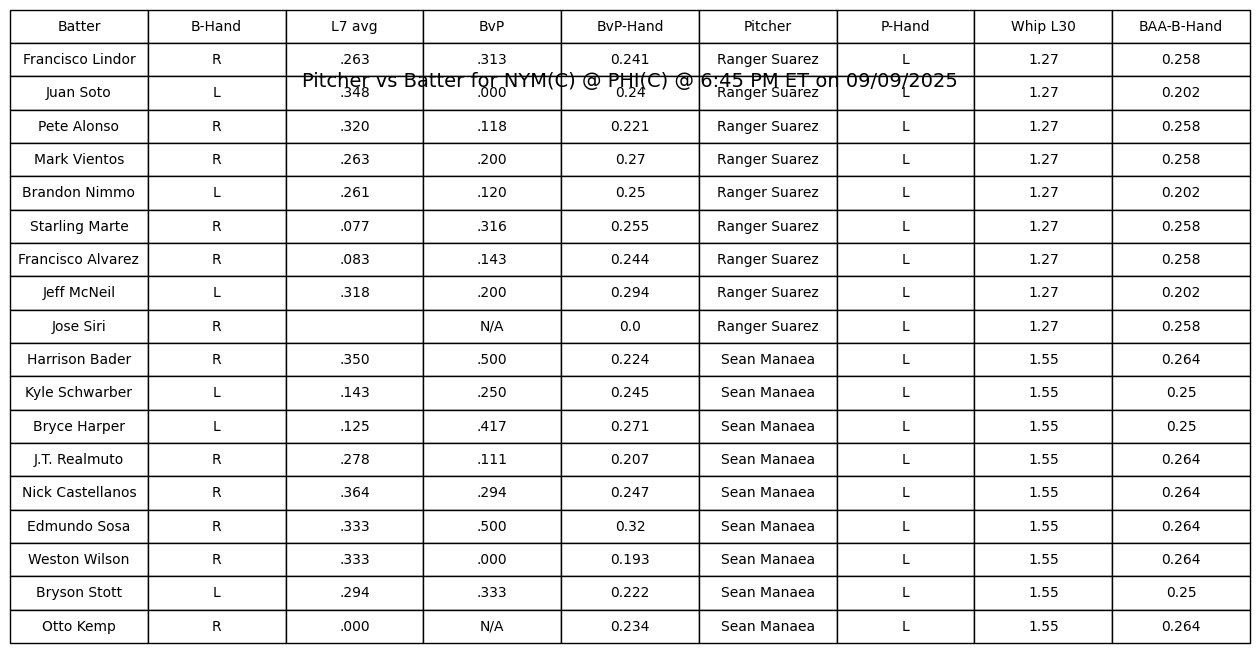 Batter B-Hand L7 avg BvP BvP-Hand Pitcher P-Hand Whip L30 BAA-B-Hand
Francisco Lindor R .263 .313 0.241 Ranger Suarez L 1.27 0.258
Pitcher vs Batter for NYM(C) @ PHI(C) @ 6:45 PM ET on 09/09/2025
Juan Soto L .348 .000 0.24 Ranger Suarez L 1.27 0.202
Pete Alonso R .320 .118 0.221 Ranger Suarez L 1.27 0.258
Mark Vientos R .263 .200 0.27 Ranger Suarez L 1.27 0.258
Brandon Nimmo L .261 .120 0.25 Ranger Suarez L 1.27 0.202
Starling Marte R .077 .316 0.255 Ranger Suarez L 1.27 0.258
Francisco Alvarez R .083 .143 0.244 Ranger Suarez L 1.27 0.258
Jeff McNeil L .318 .200 0.294 Ranger Suarez L 1.27 0.202
Jose Siri R N/A 0.0 Ranger Suarez L 1.27 0.258
Harrison Bader R .350 .500 0.224 Sean Manaea L 1.55 0.264
Kyle Schwarber L .143 .250 0.245 Sean Manaea L 1.55 0.25
Bryce Harper L .125 .417 0.271 Sean Manaea L 1.55 0.25
J.T. Realmuto R .278 .111 0.207 Sean Manaea L 1.55 0.264
Nick Castellanos R .364 .294 0.247 Sean Manaea L 1.55 0.264
Edmundo Sosa R .333 .500 0.32 Sean Manaea L 1.55 0.264
Weston Wilson R .333 .000 0.193 Sean Manaea L 1.55 0.264
Bryson Stott L .294 .333 0.222 Sean Manaea L 1.55 0.25
Otto Kemp R .000 N/A 0.234 Sean Manaea L 1.55 0.264